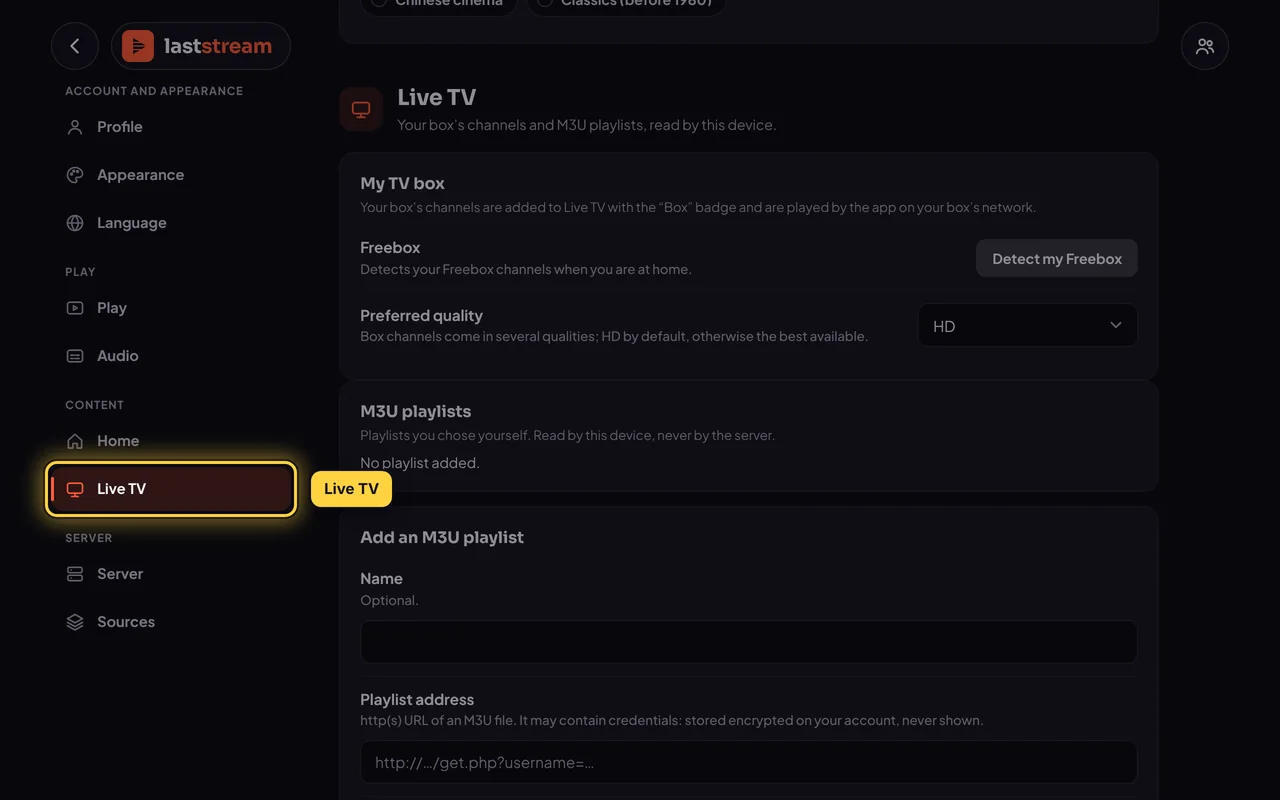 Chinese cinema
Classics (before 1980)
laststream
ACCOUNT AND APPEARANCE
Profile
Appearance
Language
PLAY
Play
Audio
CONTENT
Home
Live TV
Live TV
SERVER
Server
Sources
Live TV
Your box's channels and M3U playlists, read by this device.
My TV box
Your box's channels are added to Live TV with the “Box” badge and are played by the app on your box's network.
Freebox
Detects your Freebox channels when you are at home.
Detect my Freebox
Preferred quality
Box channels come in several qualities; HD by default, otherwise the best available.
HD
M3U playlists
Playlists you chose yourself. Read by this device, never by the server.
No playlist added.
Add an M3U playlist
Name
Optional.
Playlist address
http(s) URL of an M3U file. It may contain credentials: stored encrypted on your account, never shown.
http://…/get.php?username=…